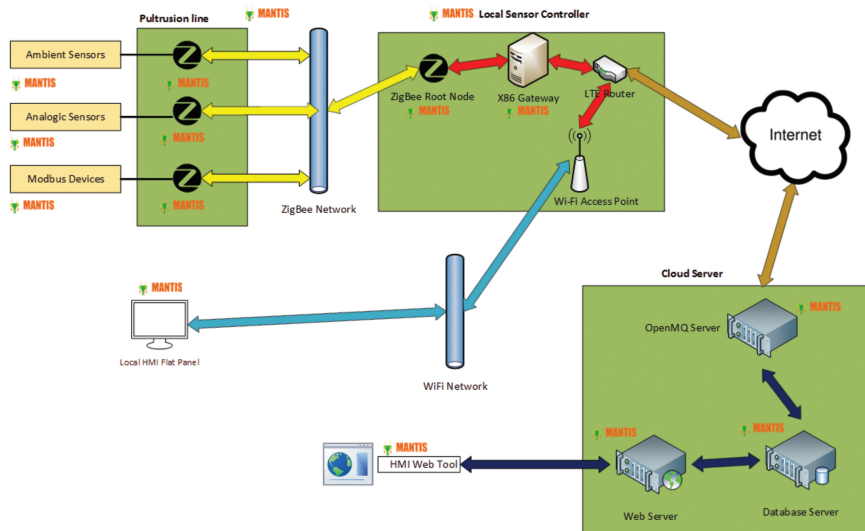 MANTIS
MANTIS
Pultrusion line
Local Sensor Controller
Ambient Sensors
MANTIS
MANTIS
ZigBee Root Node
X86 Gateway
LTE Router
MANTIS
MANTIS
Analogic Sensors
MANTIS
MANTIS
Internet
Modbus Devices
MANTIS
MANTIS
Wi-Fi Access Point
ZigBee Network
Cloud Server
MANTIS
MANTIS
OpenMQ Server
Local HMI Flat Panel
WiFi Network
MANTIS
MANTIS
MANTIS
HMI Web Tool
Web Server
Database Server